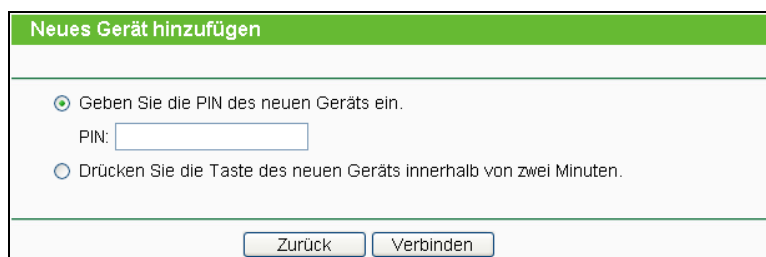 Neues Gerät hinzufügen
Geben Sie die PIN des neuen Geräts ein.
PIN:
Drücken Sie die Taste des neuen Geräts innerhalb von zwei Minuten.
Zurück Verbinden